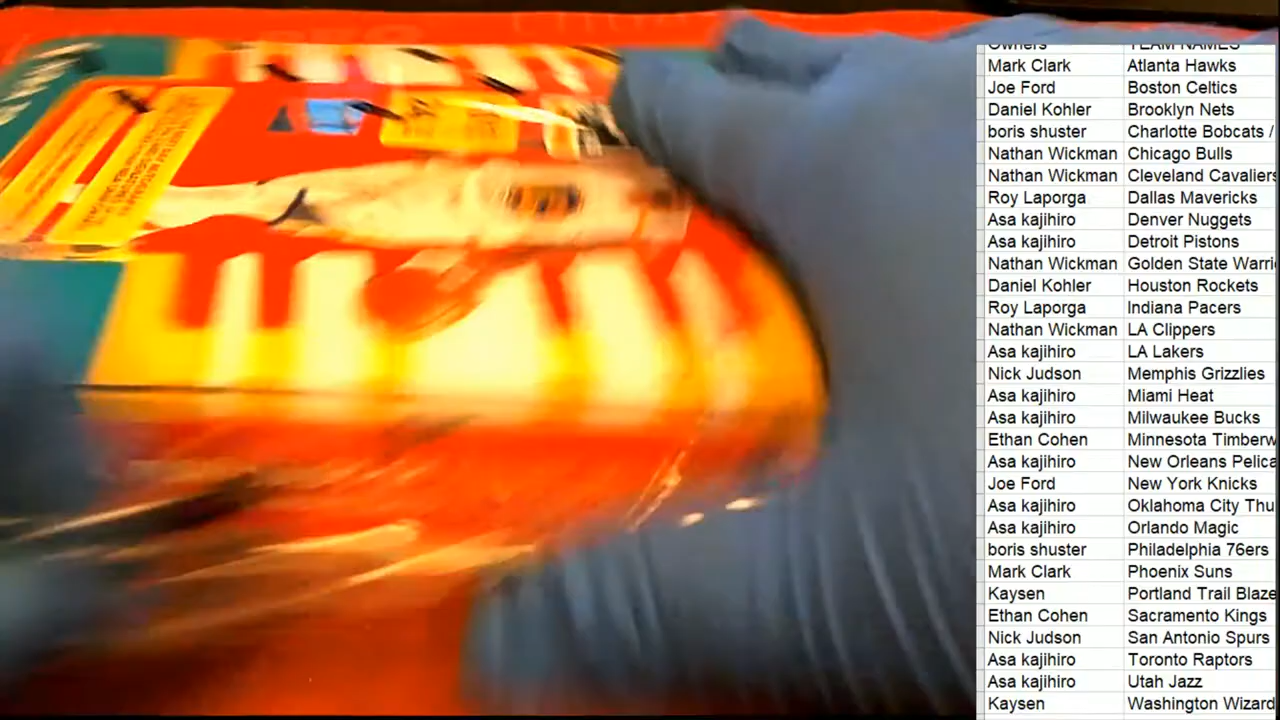 Owners TEAM NAMES
Mark Clark Atlanta Hawks
Joe Ford Boston Celtics
Daniel Kohler Brooklyn Nets
boris shuster Charlotte Bobcats /
Nathan Wickman Chicago Bulls
Nathan Wickman Cleveland Cavaliers
Roy Laporga Dallas Mavericks
Asa kajihiro Denver Nuggets
Asa kajihiro Detroit Pistons
Nathan Wickman Golden State Warri
Daniel Kohler Houston Rockets
Roy Laporga Indiana Pacers
Nathan Wickman LA Clippers
Asa kajihiro LA Lakers
Nick Judson Memphis Grizzlies
Asa kajihiro Miami Heat
Asa kajihiro Milwaukee Bucks
Ethan Cohen Minnesota Timberw
Asa kajihiro New Orleans Pelica
Joe Ford New York Knicks
Asa kajihiro Oklahoma City Thu
Asa kajihiro Orlando Magic
boris shuster Philadelphia 76ers
Mark Clark Phoenix Suns
Kaysen Portland Trail Blaze
Ethan Cohen Sacramento Kings
Nick Judson San Antonio Spurs
Asa kajihiro Toronto Raptors
Asa kajihiro Utah Jazz
Kaysen Washington Wizard